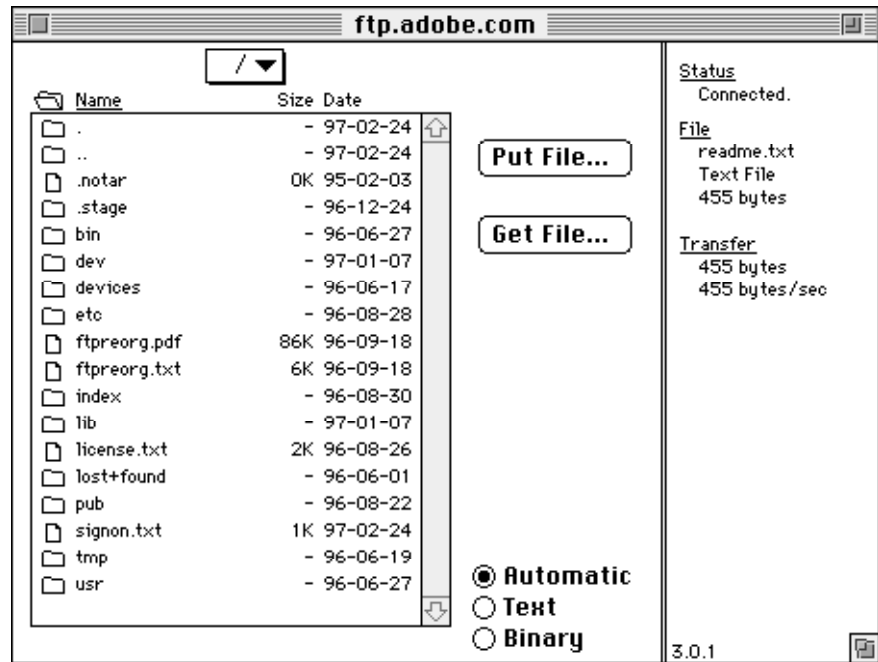 ftp.adobe.com
/
Name Size Date
. - 97-02-24
.. - 97-02-24
.notar 0K 95-02-03
.stage - 96-12-24
bin - 96-06-27
dev - 97-01-07
devices - 96-06-17
etc - 96-08-28
ftpreorg.pdf 86K 96-09-18
ftpreorg.txt 6K 96-09-18
index - 96-08-30
lib - 97-01-07
license.txt 2K 96-08-26
lost+found - 96-06-01
pub - 96-08-22
signon.txt 1K 97-02-24
tmp - 96-06-19
usr - 96-06-27
Put File...
Get File...
Automatic
Text
Binary
Status
Connected.
File
readme.txt
Text File
455 bytes
Transfer
455 bytes
455 bytes/sec
3.0.1